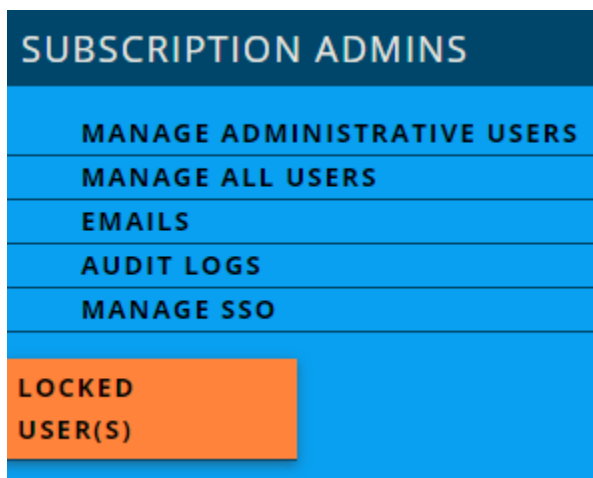 SUBSCRIPTION ADMINS
MANAGE ADMINISTRATIVE USERS
MANAGE ALL USERS
EMAILS
AUDIT LOGS
MANAGE SSO
LOCKED
USER(S)